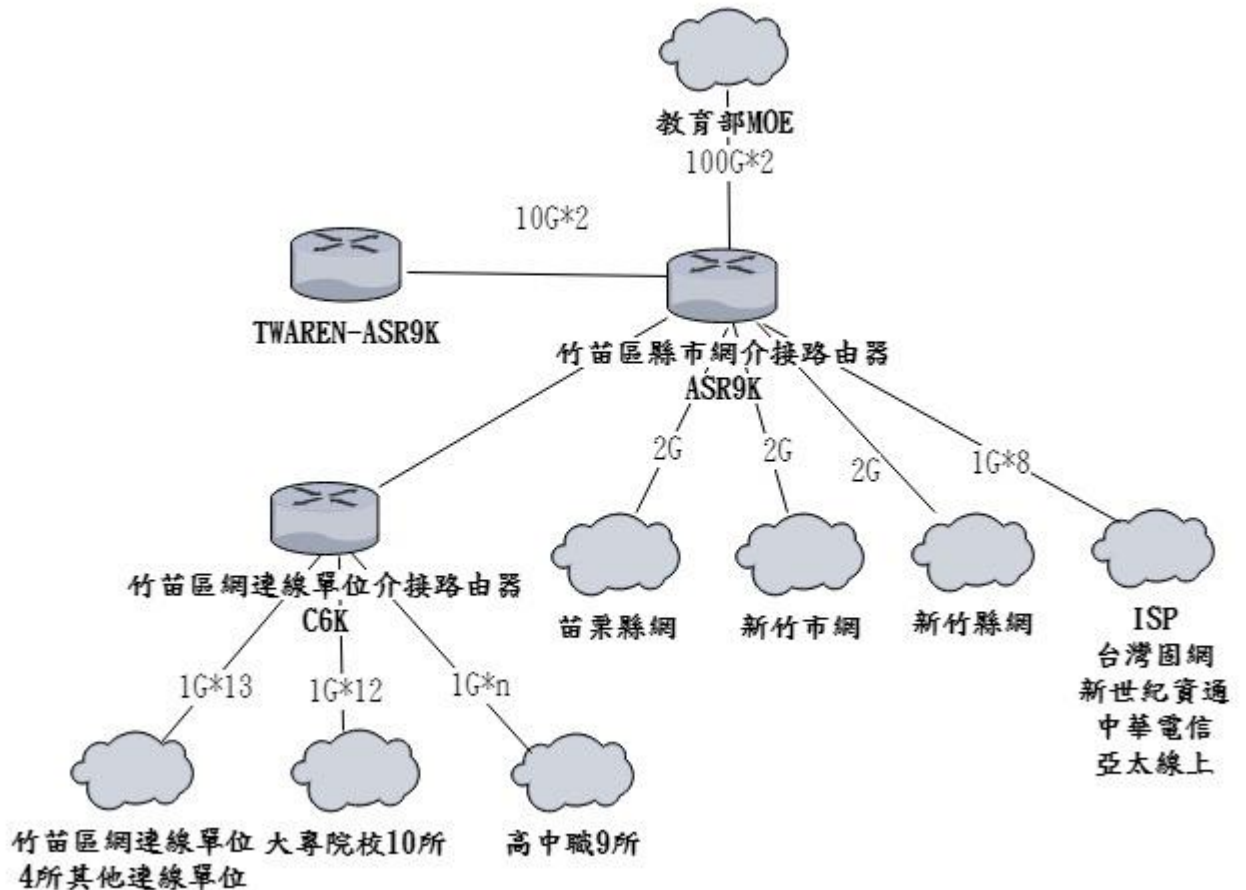 教育部MOE
100G*2
10G*2
TWAREN-ASR9K
竹苗區縣市網介接路由器
ASR9K
2G
2G
2G
1G*8
竹苗區網連線單位介接路由器
C6K
苗栗縣網
新竹市網
新竹縣網
ISP
台灣固網
新世紀資通
中華電信
亞太線上
1G*13
1G*12
1G*n
竹苗區網連線單位
4所其他連線單位
大專院校10所
高中職9所